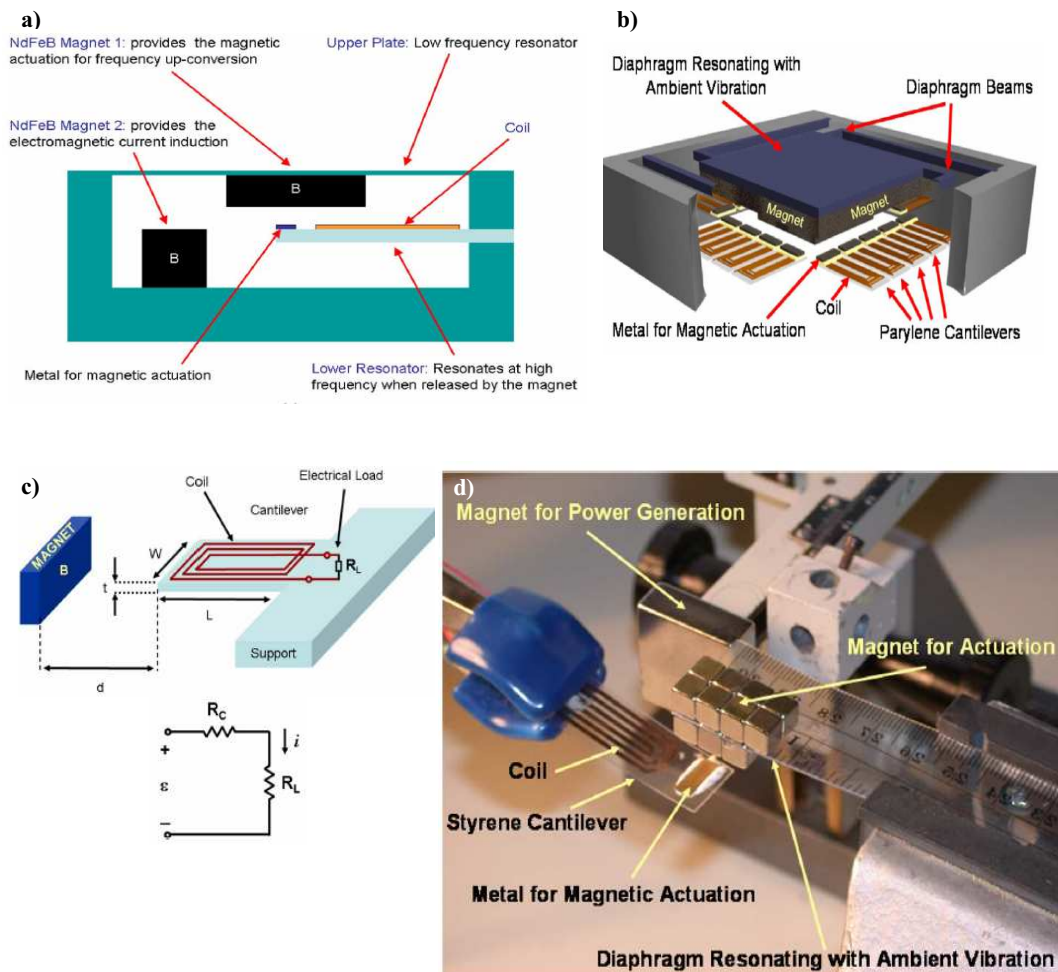 a)
NdFeB Magnet 1: provides the magnetic
actuation for frequency up-conversion
Upper Plate: Low frequency resonator
NdFeB Magnet 2: provides the
electromagnetic current induction
Coil
B
B
Metal for magnetic actuation
Lower Resonator: Resonates at high
frequency when released by the magnet
b)
Diaphragm Resonating with
Ambient Vibration
Diaphragm Beams
Magnet
Magnet
Coil
Metal for Magnetic Actuation
Parylene Cantilevers
c)
Coil
Electrical Load
Cantilever
MAGNET
B
W
t
L
RL
Support
d
RC
+
i
ε
RL
−
d)
Magnet for Power Generation
Magnet for Actuation
Coil
Styrene Cantilever
Metal for Magnetic Actuation
Diaphragm Resonating with Ambient Vibration